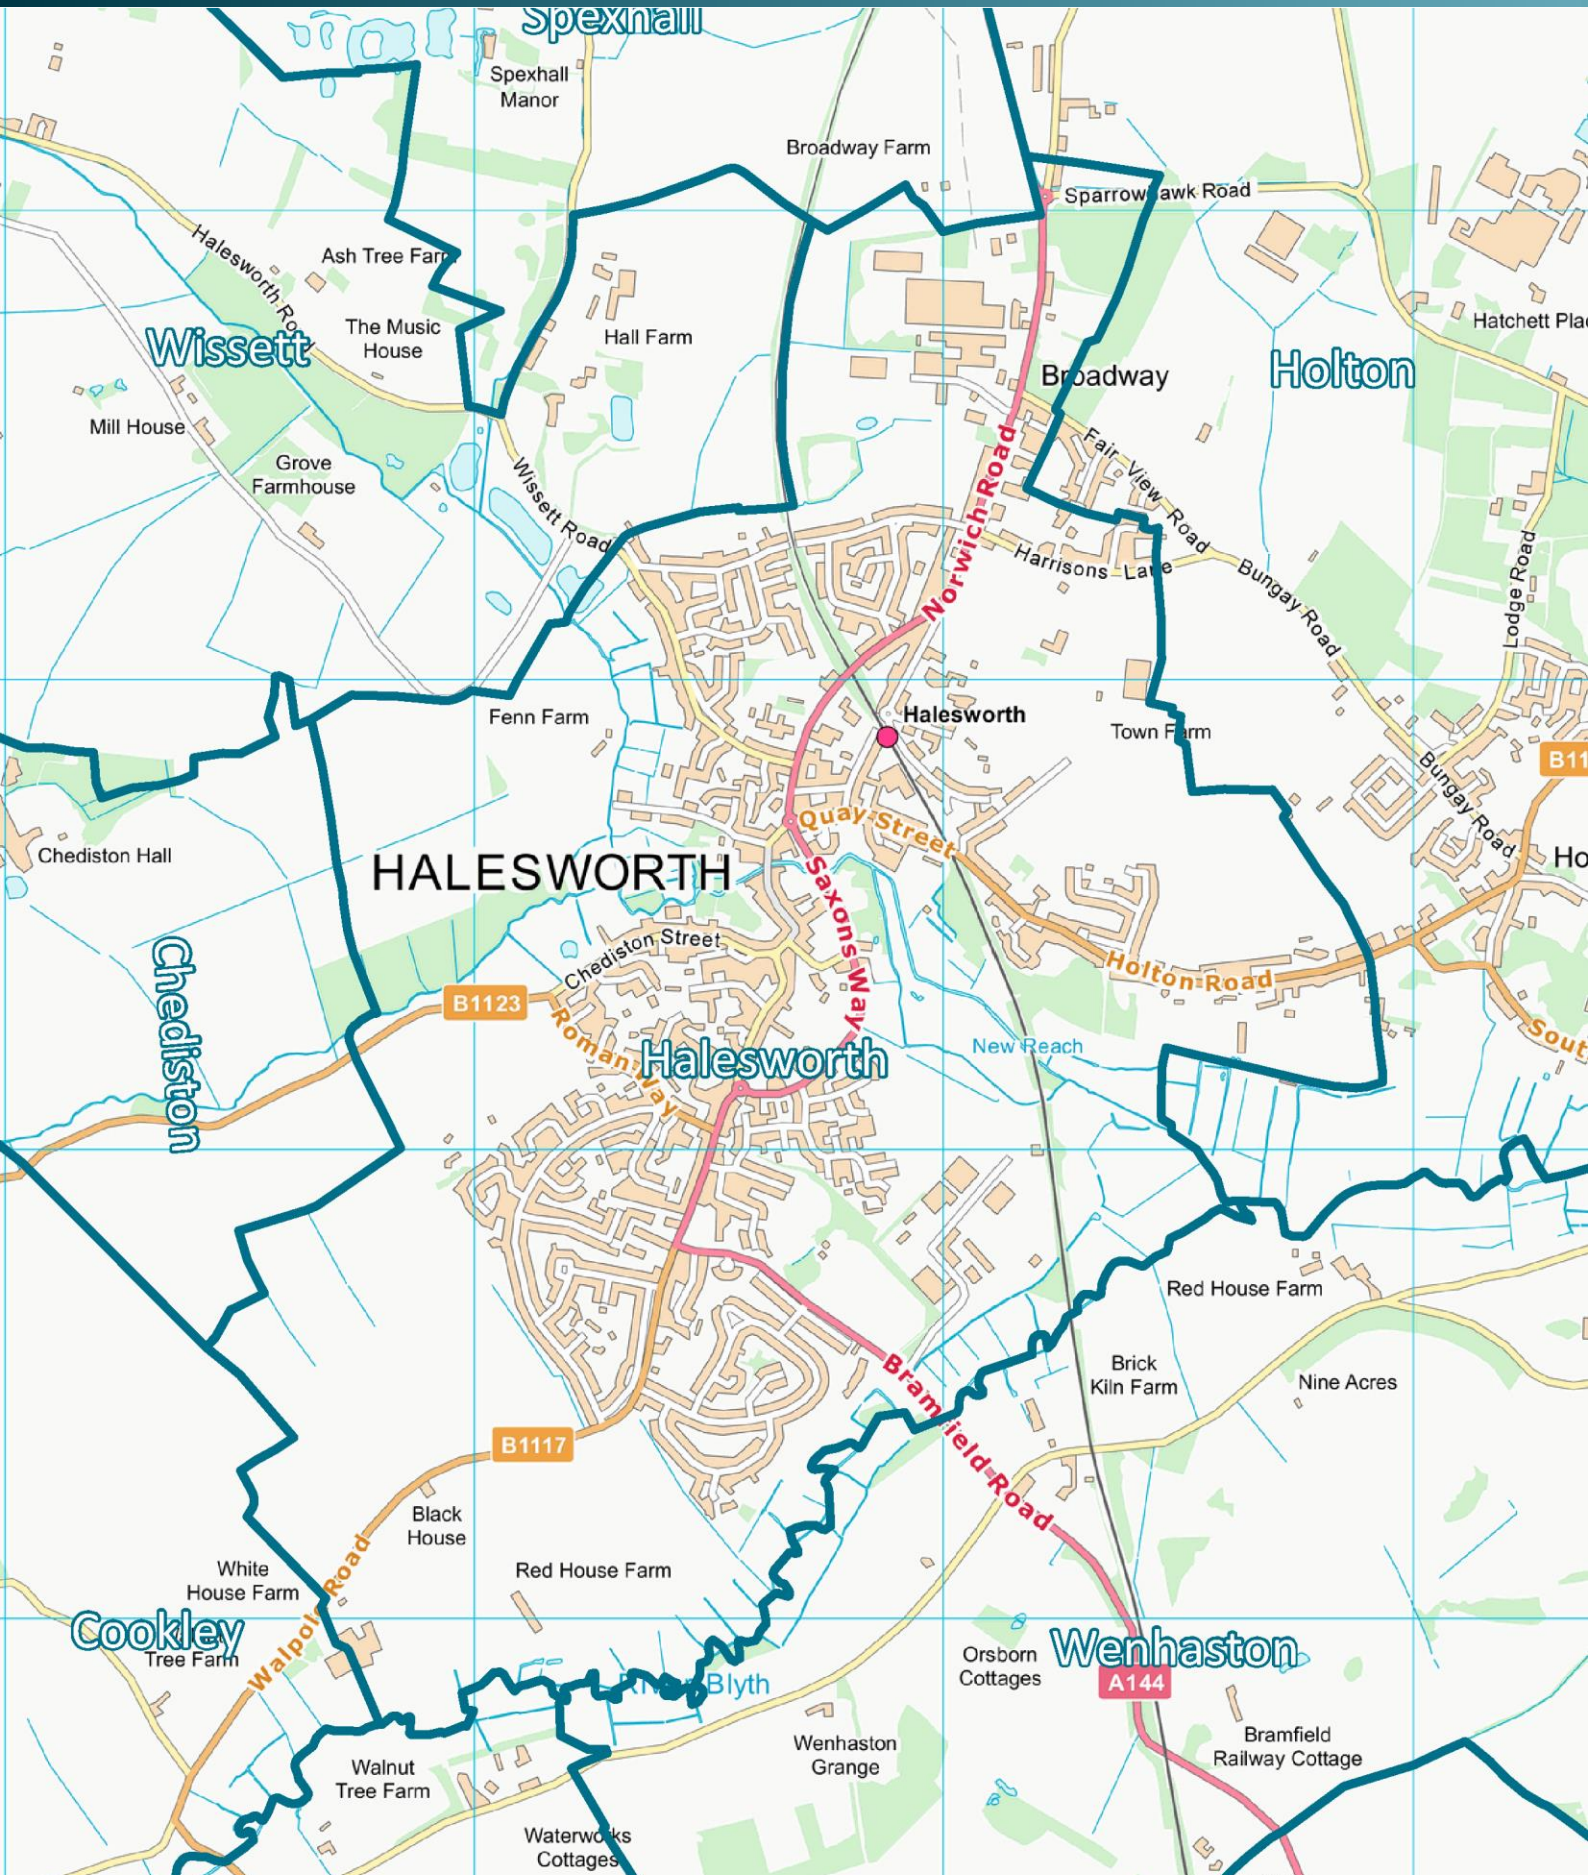 Spexhall
Spexhall
Manor
Broadway Farm
Sparrowhawk Road
Halesworth Road
Ash Tree Farm
The Music
House
Wissett
Hall Farm
Hatchett Plac
Holton
Broadway
Mill House
Grove
Farmhouse
Wissett Road
Norwich Road
Fair View Road
Harrisons Lane
Bungay Road
Lodge Road
Fenn Farm
Halesworth
Town Farm
B11
Bungay Road
Quay Street
Chediston Hall
HALESWORTH
Ho
Saxons Way
Chediston Street
Chediston
Holton Road
B1123
Roman Way
Sout
New Reach
Halesworth
Red House Farm
Bramfield Road
Brick
Kiln Farm
Nine Acres
B1117
Black
House
White
House Farm
Red House Farm
Walpole Road
Cookley
Tree Farm
Orsborn
Cottages
Wenhaston
A144
River Blyth
Bramfield
Railway Cottage
Wenhaston
Grange
Walnut
Tree Farm
Waterworks
Cottages